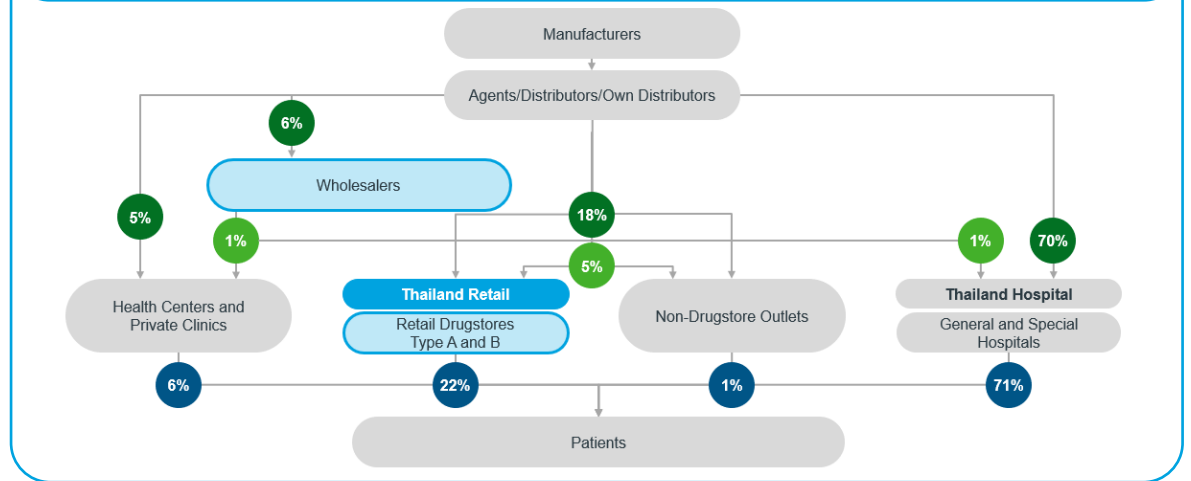 Manufacturers
Agents/Distributors/Own Distributors
6%
Wholesalers
5%
18%
1%
5%
1%
70%
Health Centers and
Private Clinics
Thailand Retail
Retail Drugstores
Type A and B
Non-Drugstore Outlets
Thailand Hospital
General and Special
Hospitals
6%
22%
1%
71%
Patients